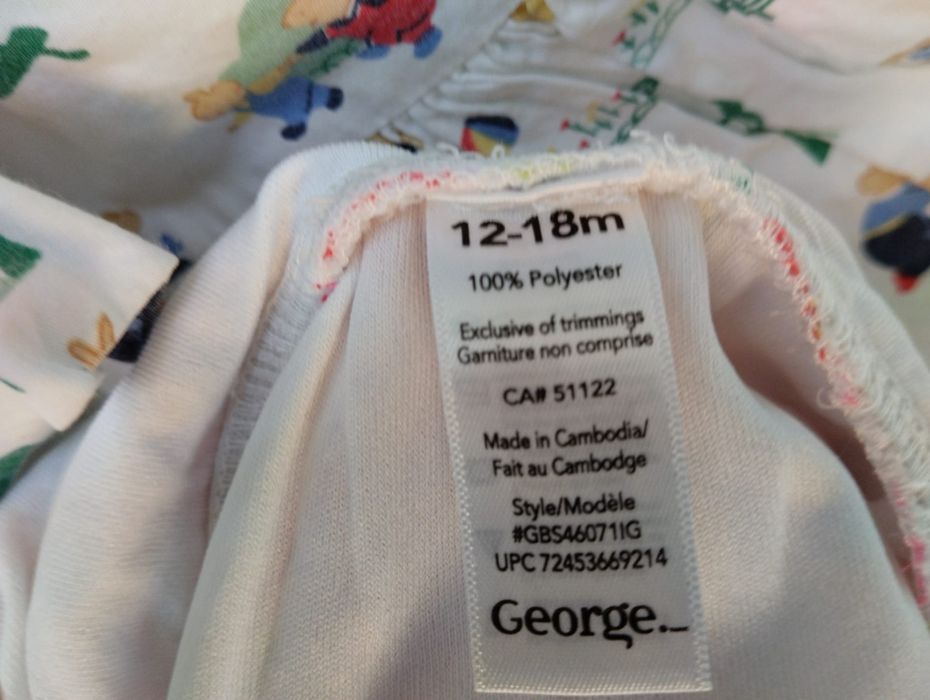 12-18m
100% Polyester
Exclusive of trimmings
Garniture non comprise
CA# 51122
Made in Cambodia/
Fait au Cambodge
Style/Modèle
#GBS46071IG
UPC 72453669214
George._